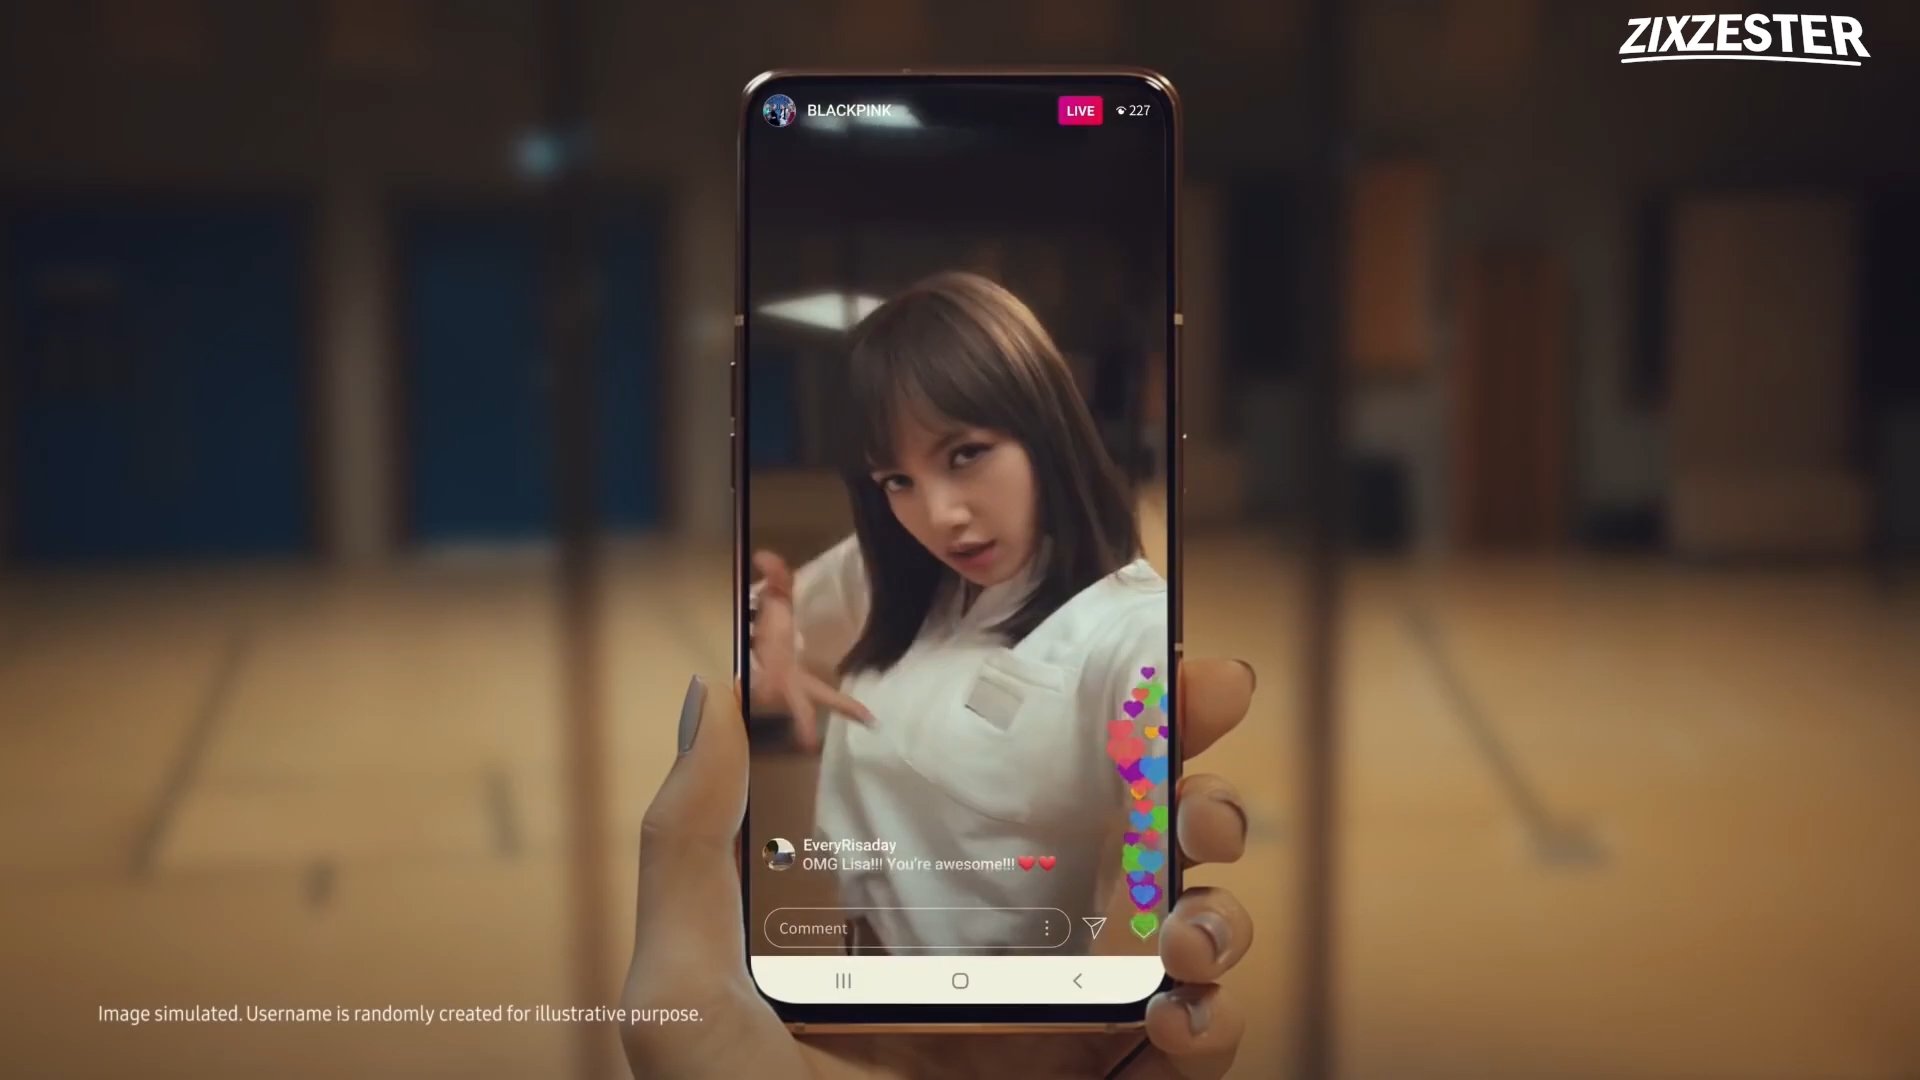 ZIXZESTER
BLACKPINK
LIVE
227
EveryRisaday
OMG Lisa!!! You're awesome!!!❤️❤️
Comment
Image simulated. Username is randomly created for illustrative purpose.